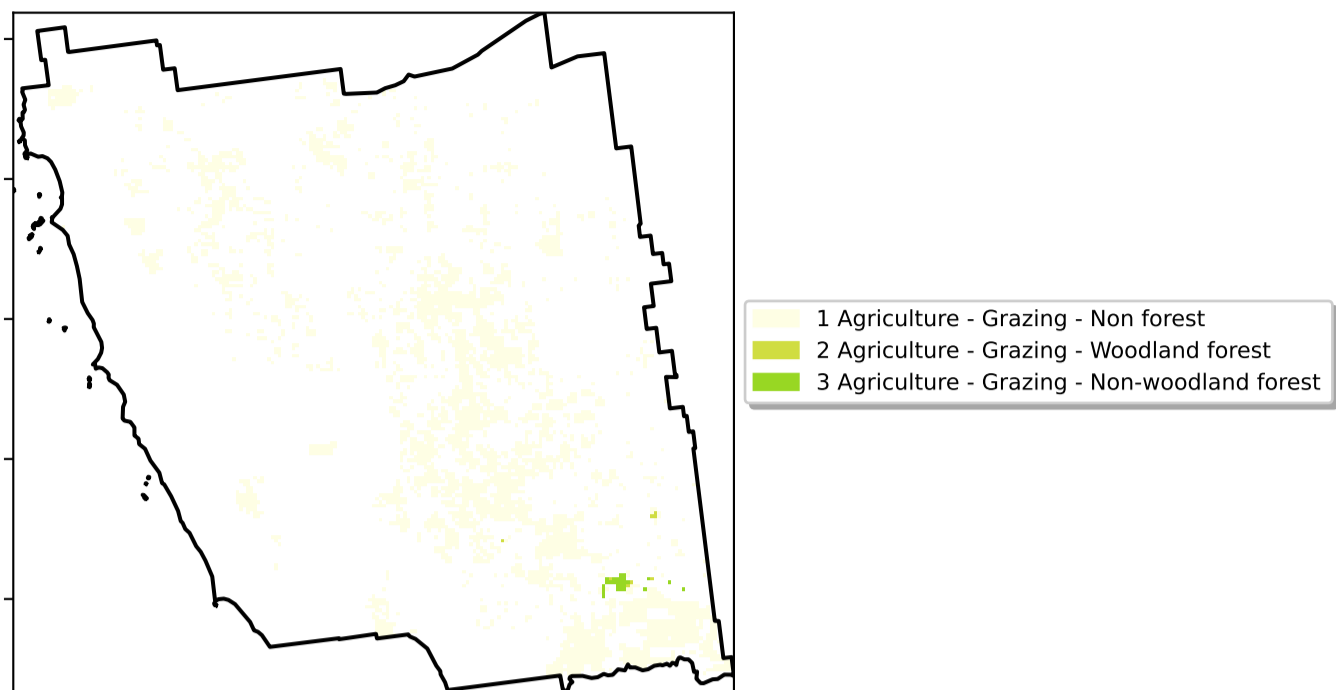 1 Agriculture - Grazing - Non forest
2 Agriculture - Grazing - Woodland forest
3 Agriculture - Grazing - Non-woodland forest